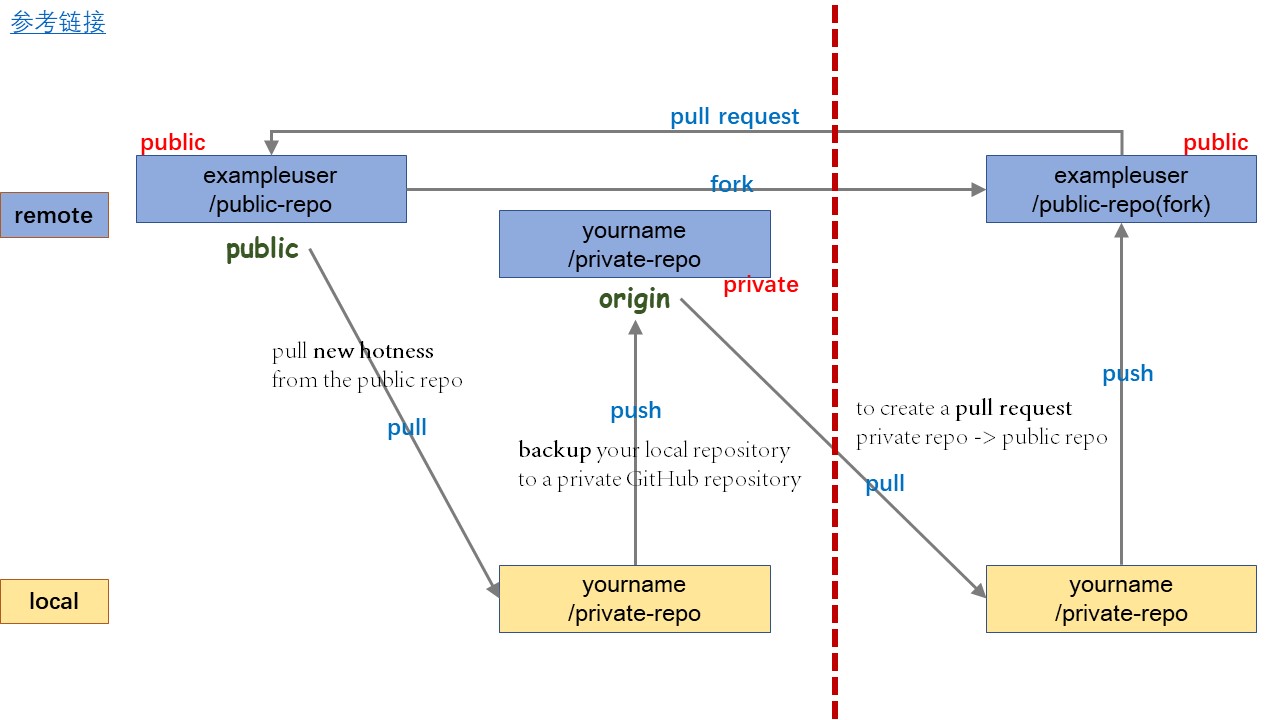 参考链接
pull request
public
public
exampleuser
/public-repo
fork
exampleuser
/public-repo(fork)
remote
yourname
/private-repo
public
private
origin
pull new hotness
from the public repo
pull
push
backup your local repository
to a private GitHub repository
push
to create a pull request
private repo -> public repo
pull
local
yourname
/private-repo
yourname
/private-repo